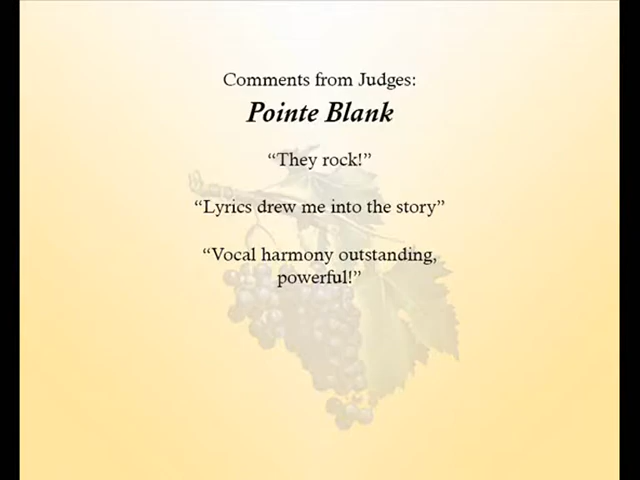 Comments from Judges:
Pointe Blank
“They rock!”
“Lyrics drew me into the story”
“Vocal harmony outstanding,
powerful!”